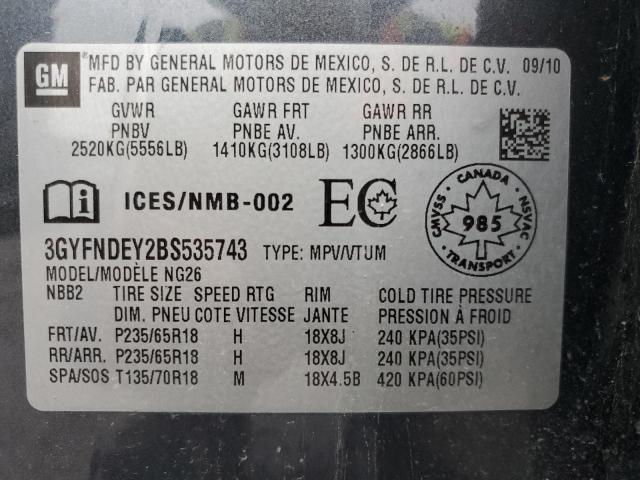 GM
*MFD BY GENERAL MOTORS DE MEXICO, S. DE R.L. DE C.V. 09/10
FAB. PAR GENERAL MOTORS DE MEXICO, S. DE R.L. DE C.V.
GVWR GAWR FRT GAWR RR
PNBV PNBE AV. PNBE ARR.
2520KG(5556LB) 1410KG(3108LB) 1300KG(2866LB)
i ICES/NMB-002 EC
CANADA
CMVSS NSVAC
985
TRANSPORT
3GYFNDEY2BS535743 TYPE: MPV/VTUM
MODEL/MODÈLE NG26
NBB2 TIRE SIZE SPEED RTG RIM COLD TIRE PRESSURE
DIM.PNEU COTE VITESSE JANTE PRESSION À FROID
FRT/AV. P235/65R18 H 18X8J 240 KPA(35PSI)
RR/ARR. P235/65R18 H 18X8J 240 KPA(35PSI)
SPA/SOS T135/70R18 M 18X4.5B 420 KPA(60PSI)